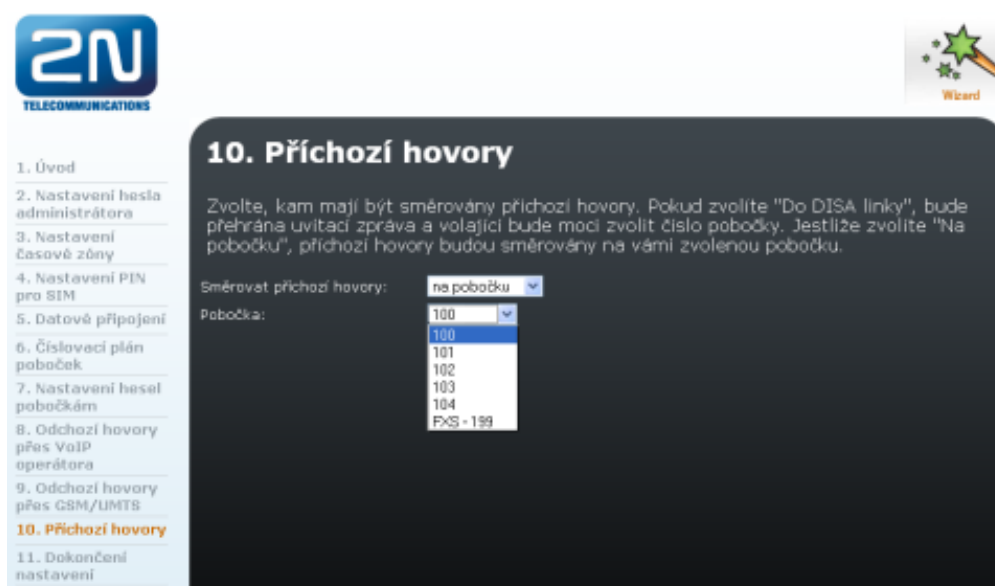 2N
TELECOMMUNICATIONS
Wizard
1. Úvod
2. Nastavení hesla
administrátora
3. Nastavení
časové zóny
4. Nastavení PIN
pro SIM
5. Datové připojení
6. Číslovací plán
poboček
7. Nastavení hesel
pobočkám
8. Odchozí hovory
přes VoIP
operátora
9. Odchozí hovory
přes GSM/UMTS
10. Příchozí hovory
11. Dokončení
nastavení
10. Příchozí hovory
Zvolte, kam mají být směrovány příchozí hovory. Pokud zvolíte "Do DISA linky", bude
přehrána uvítací zpráva a volající bude moci zvolit číslo pobočky. Jestliže zvolíte "Na
pobočku", příchozí hovory budou směrovány na vámi zvolenou pobočku.
Směrovat příchozí hovory: na pobočku
Pobočka: 100
100
101
102
103
104
FXS - 199